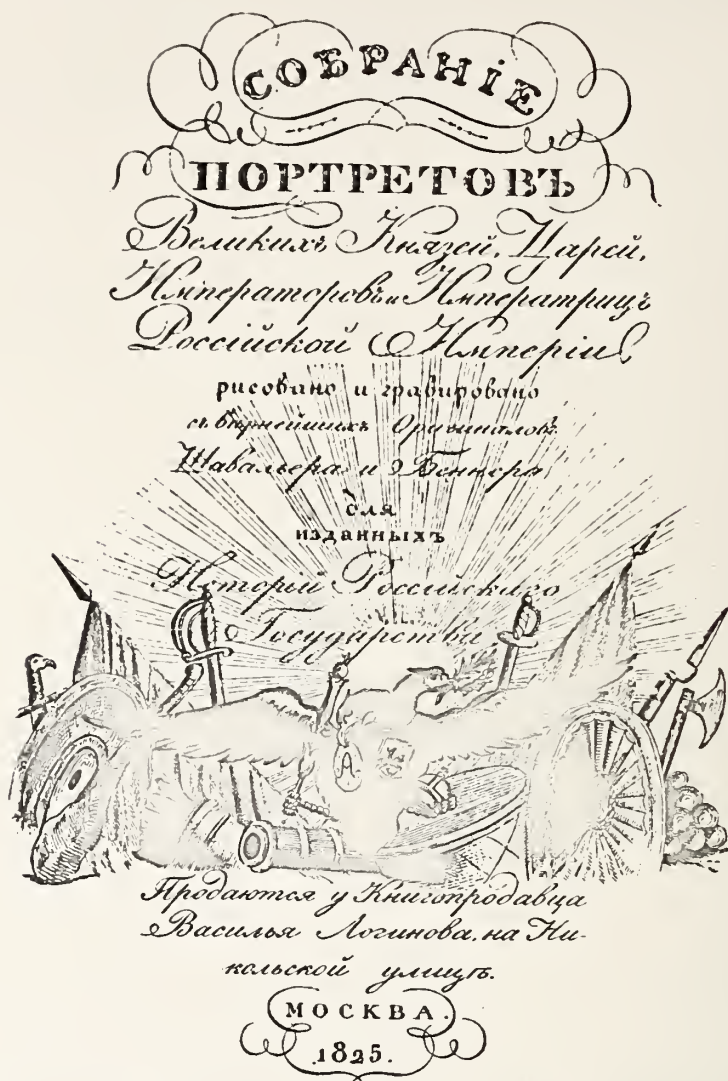 СОБРАНІЕ
ПОРТРЕТОВЪ
Великихъ Князей, Царей,
Императоровъ и Императрицъ
Россійской Имперіи
рисовано и гравировано
съ вѣрнейшихъ Оригиналовъ
Шавальера и Беннера
для
изданныхъ
Исторій Россійскаго
Государства
А
Продаются у Книгопродавца
Василья Логинова, на Ни-
кольской улицѣ.
МОСКВА.
1825.